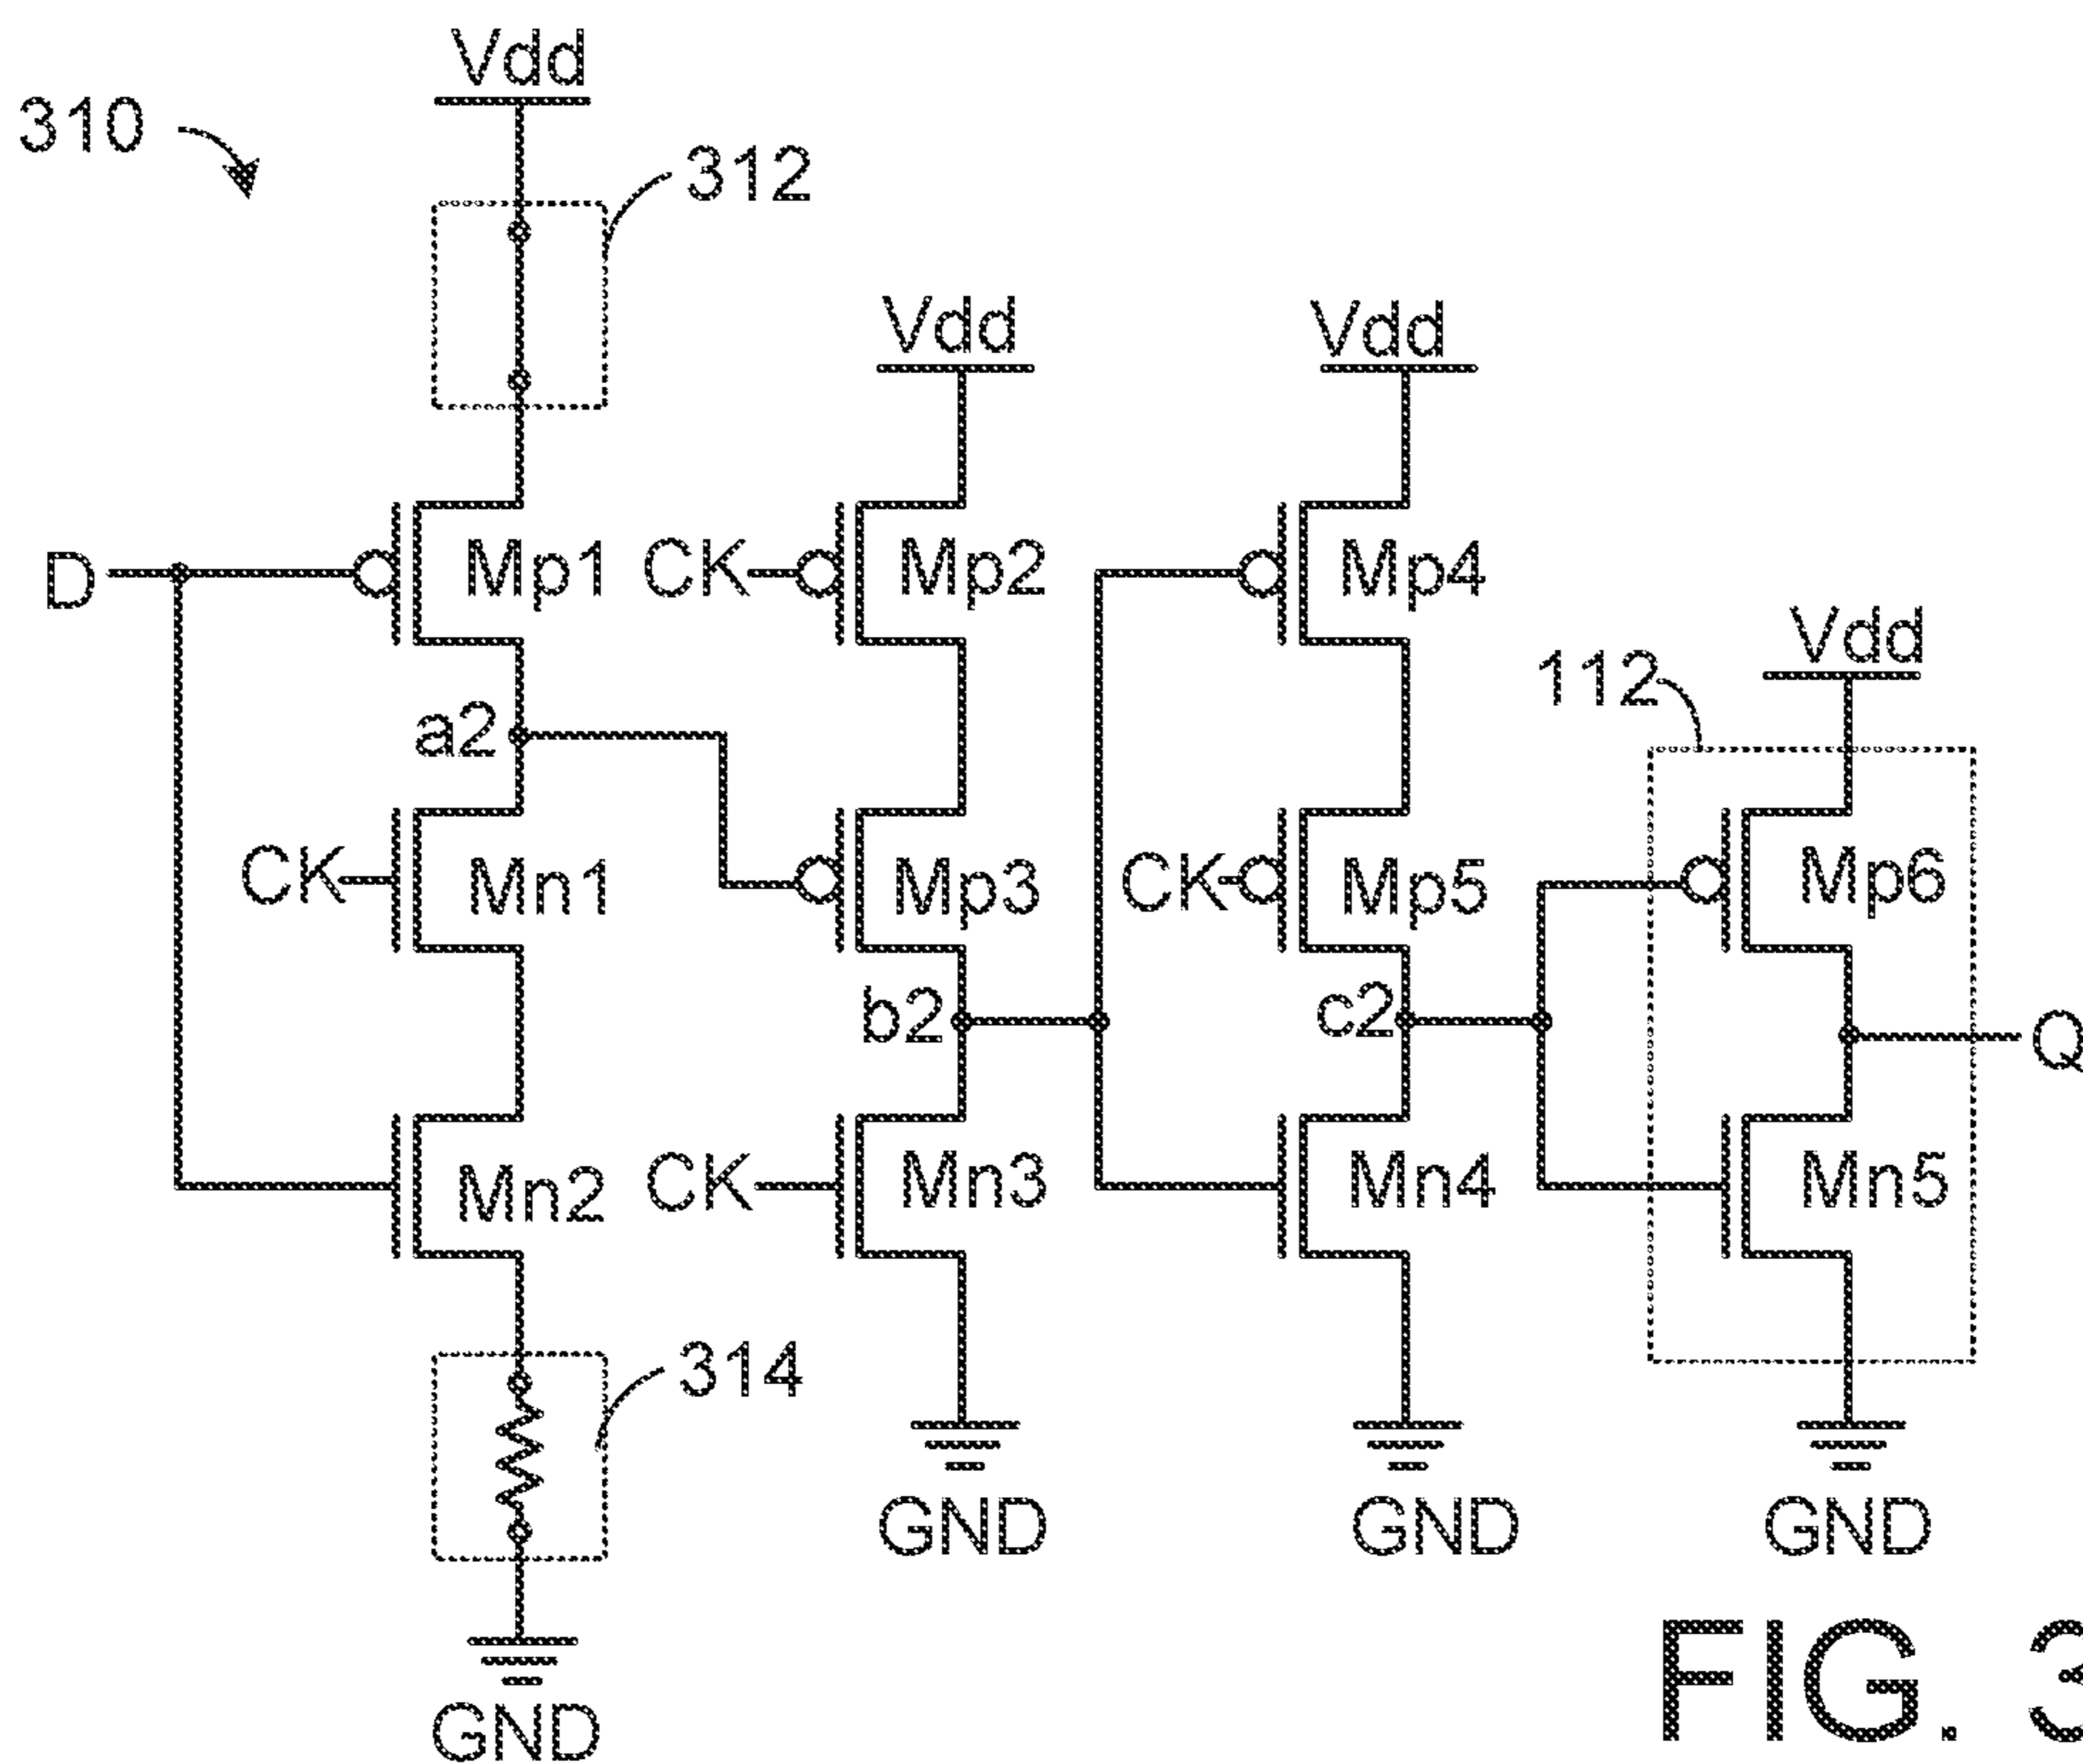 Vdd
310
312
Vdd
Vdd
D
Mp1
CK
Mp2
Mp4
Vdd
112
a2
CK
Mn1
Mp3
CK
Mp5
Mp6
b2
c2
Q
Mn2
CK
Mn3
Mn4
Mn5
314
GND
GND
GND
GND
FIG. 3